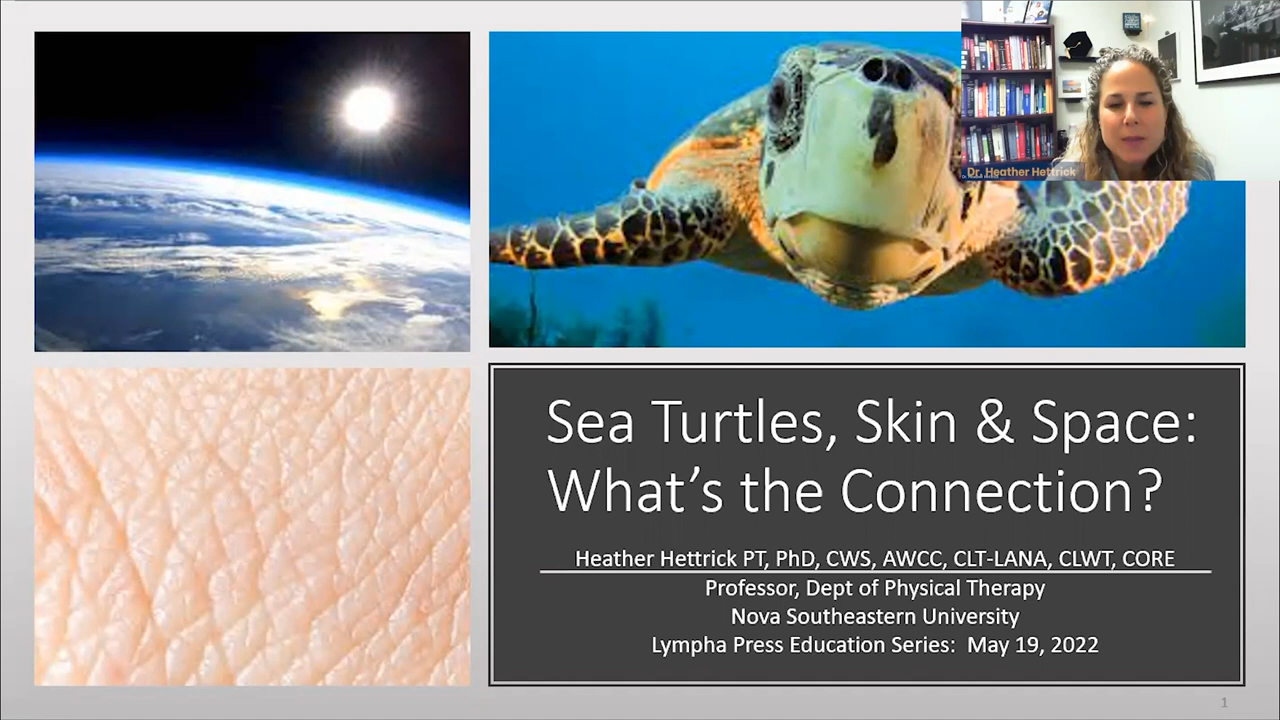 Dr. Heather Hettrick
Sea Turtles, Skin & Space:
What's the Connection?
Heather Hettrick PT, PhD, CWS, AWCC, CLT-LANA, CLWT, CORE
Professor, Dept of Physical Therapy
Nova Southeastern University
Lympha Press Education Series:  May 19, 2022
1